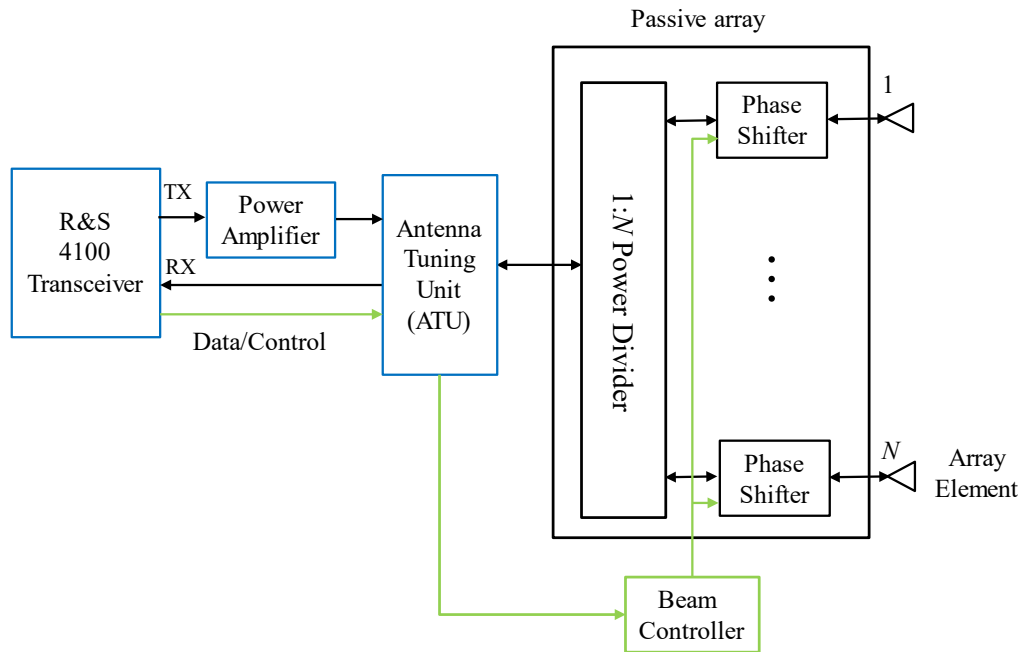 Passive array
1
Phase
Shifter
TX
R&S
4100
Transceiver
Power
Amplifier
Antenna
Tuning
Unit
(ATU)
RX
Data/Control
1:N Power Divider
N
Phase
Shifter
Array
Element
Beam
Controller